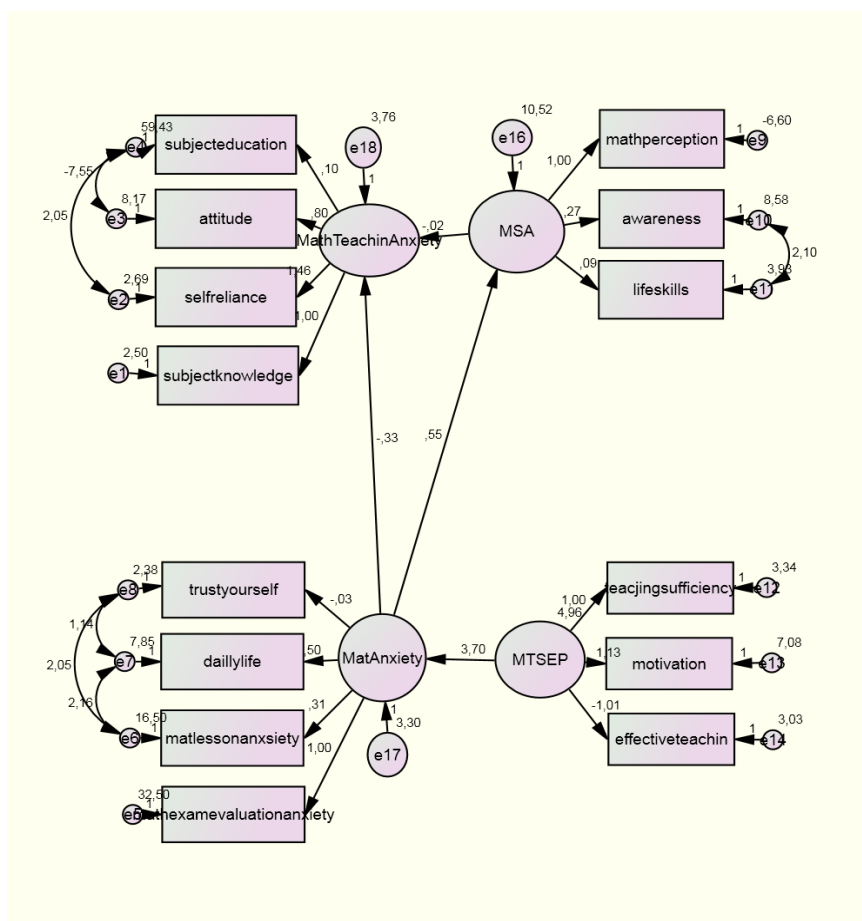 59,43
e4
1
subjecteducation
-7,55
8,17
e3
1
attitude
2,05
2,69
e2
1
selfreliance
2,50
e1
1
subjectknowledge
,10
,80
1,46
1,00
3,76
e18
1
MathTeachinAnxiety
-,02
10,52
e16
1
MSA
1,00
,27
,09
mathperception
1
-6,60
e9
awareness
1
8,58
e10
2,10
lifeskills
1
3,93
-,33
,55
2,38
e8
1
trustyourself
1,14
7,85
e7
1
daillylife
2,05
2,16
16,50
e6
1
matlessonanxsiety
32,50
1
-,03
,50
,31
1,00
MatAnxiety
1
3,30
e17
3,70
MTSEP
4,96
1,00
1,13
-1,01
1
3,34
e12
motivation
1
7,08
e13
effectiveteachin
1
3,03
e14